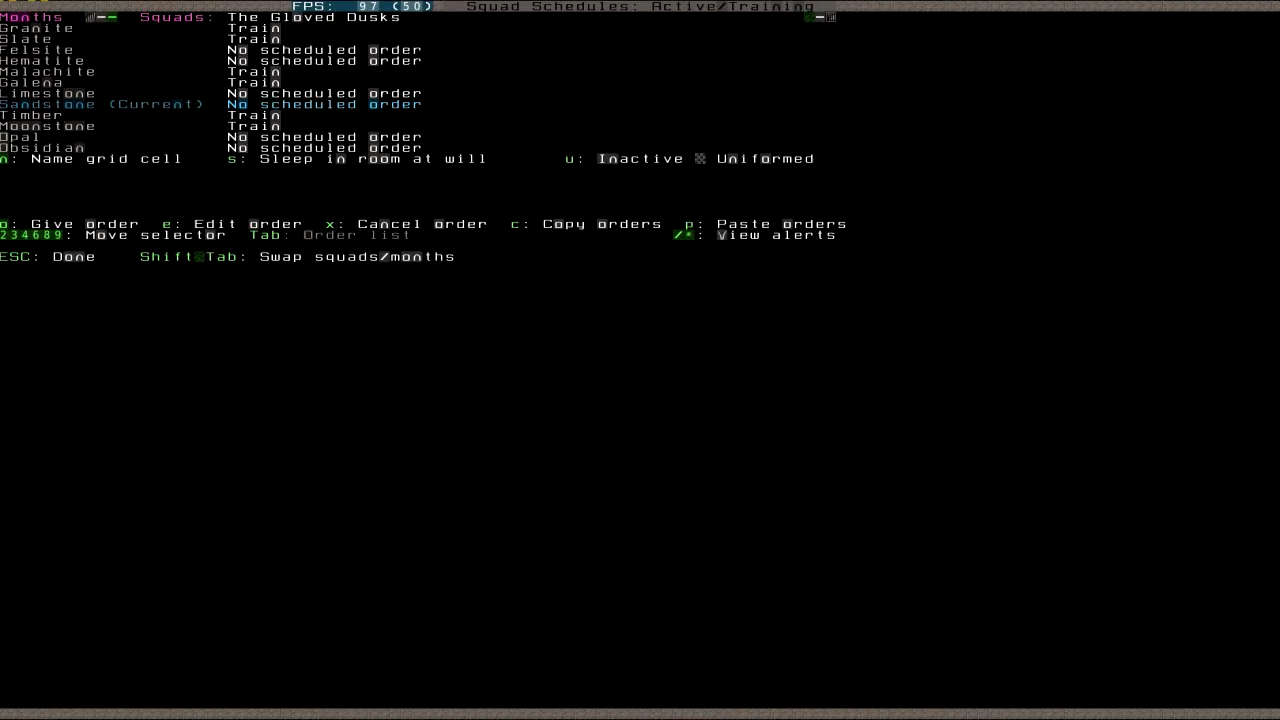 FPS: 97 (50) Squad Schedules: Active/Training
Months Squads: The Gloved Dusks
Granite Train
Slate Train
Felsite No scheduled order
Hematite No scheduled order
Malachite Train
Galena Train
Limestone No scheduled order
Sandstone (Current) No scheduled order
Timber Train
Moonstone Train
Opal No scheduled order
Obsidian No scheduled order
n: Name grid cell s: Sleep in room at will u: Inactive ▒ Uniformed
o: Give order e: Edit order x: Cancel order c: Copy orders p: Paste orders
234689: Move selector Tab: Order list /*: View alerts
ESC: Done Shift▒Tab: Swap squads/months